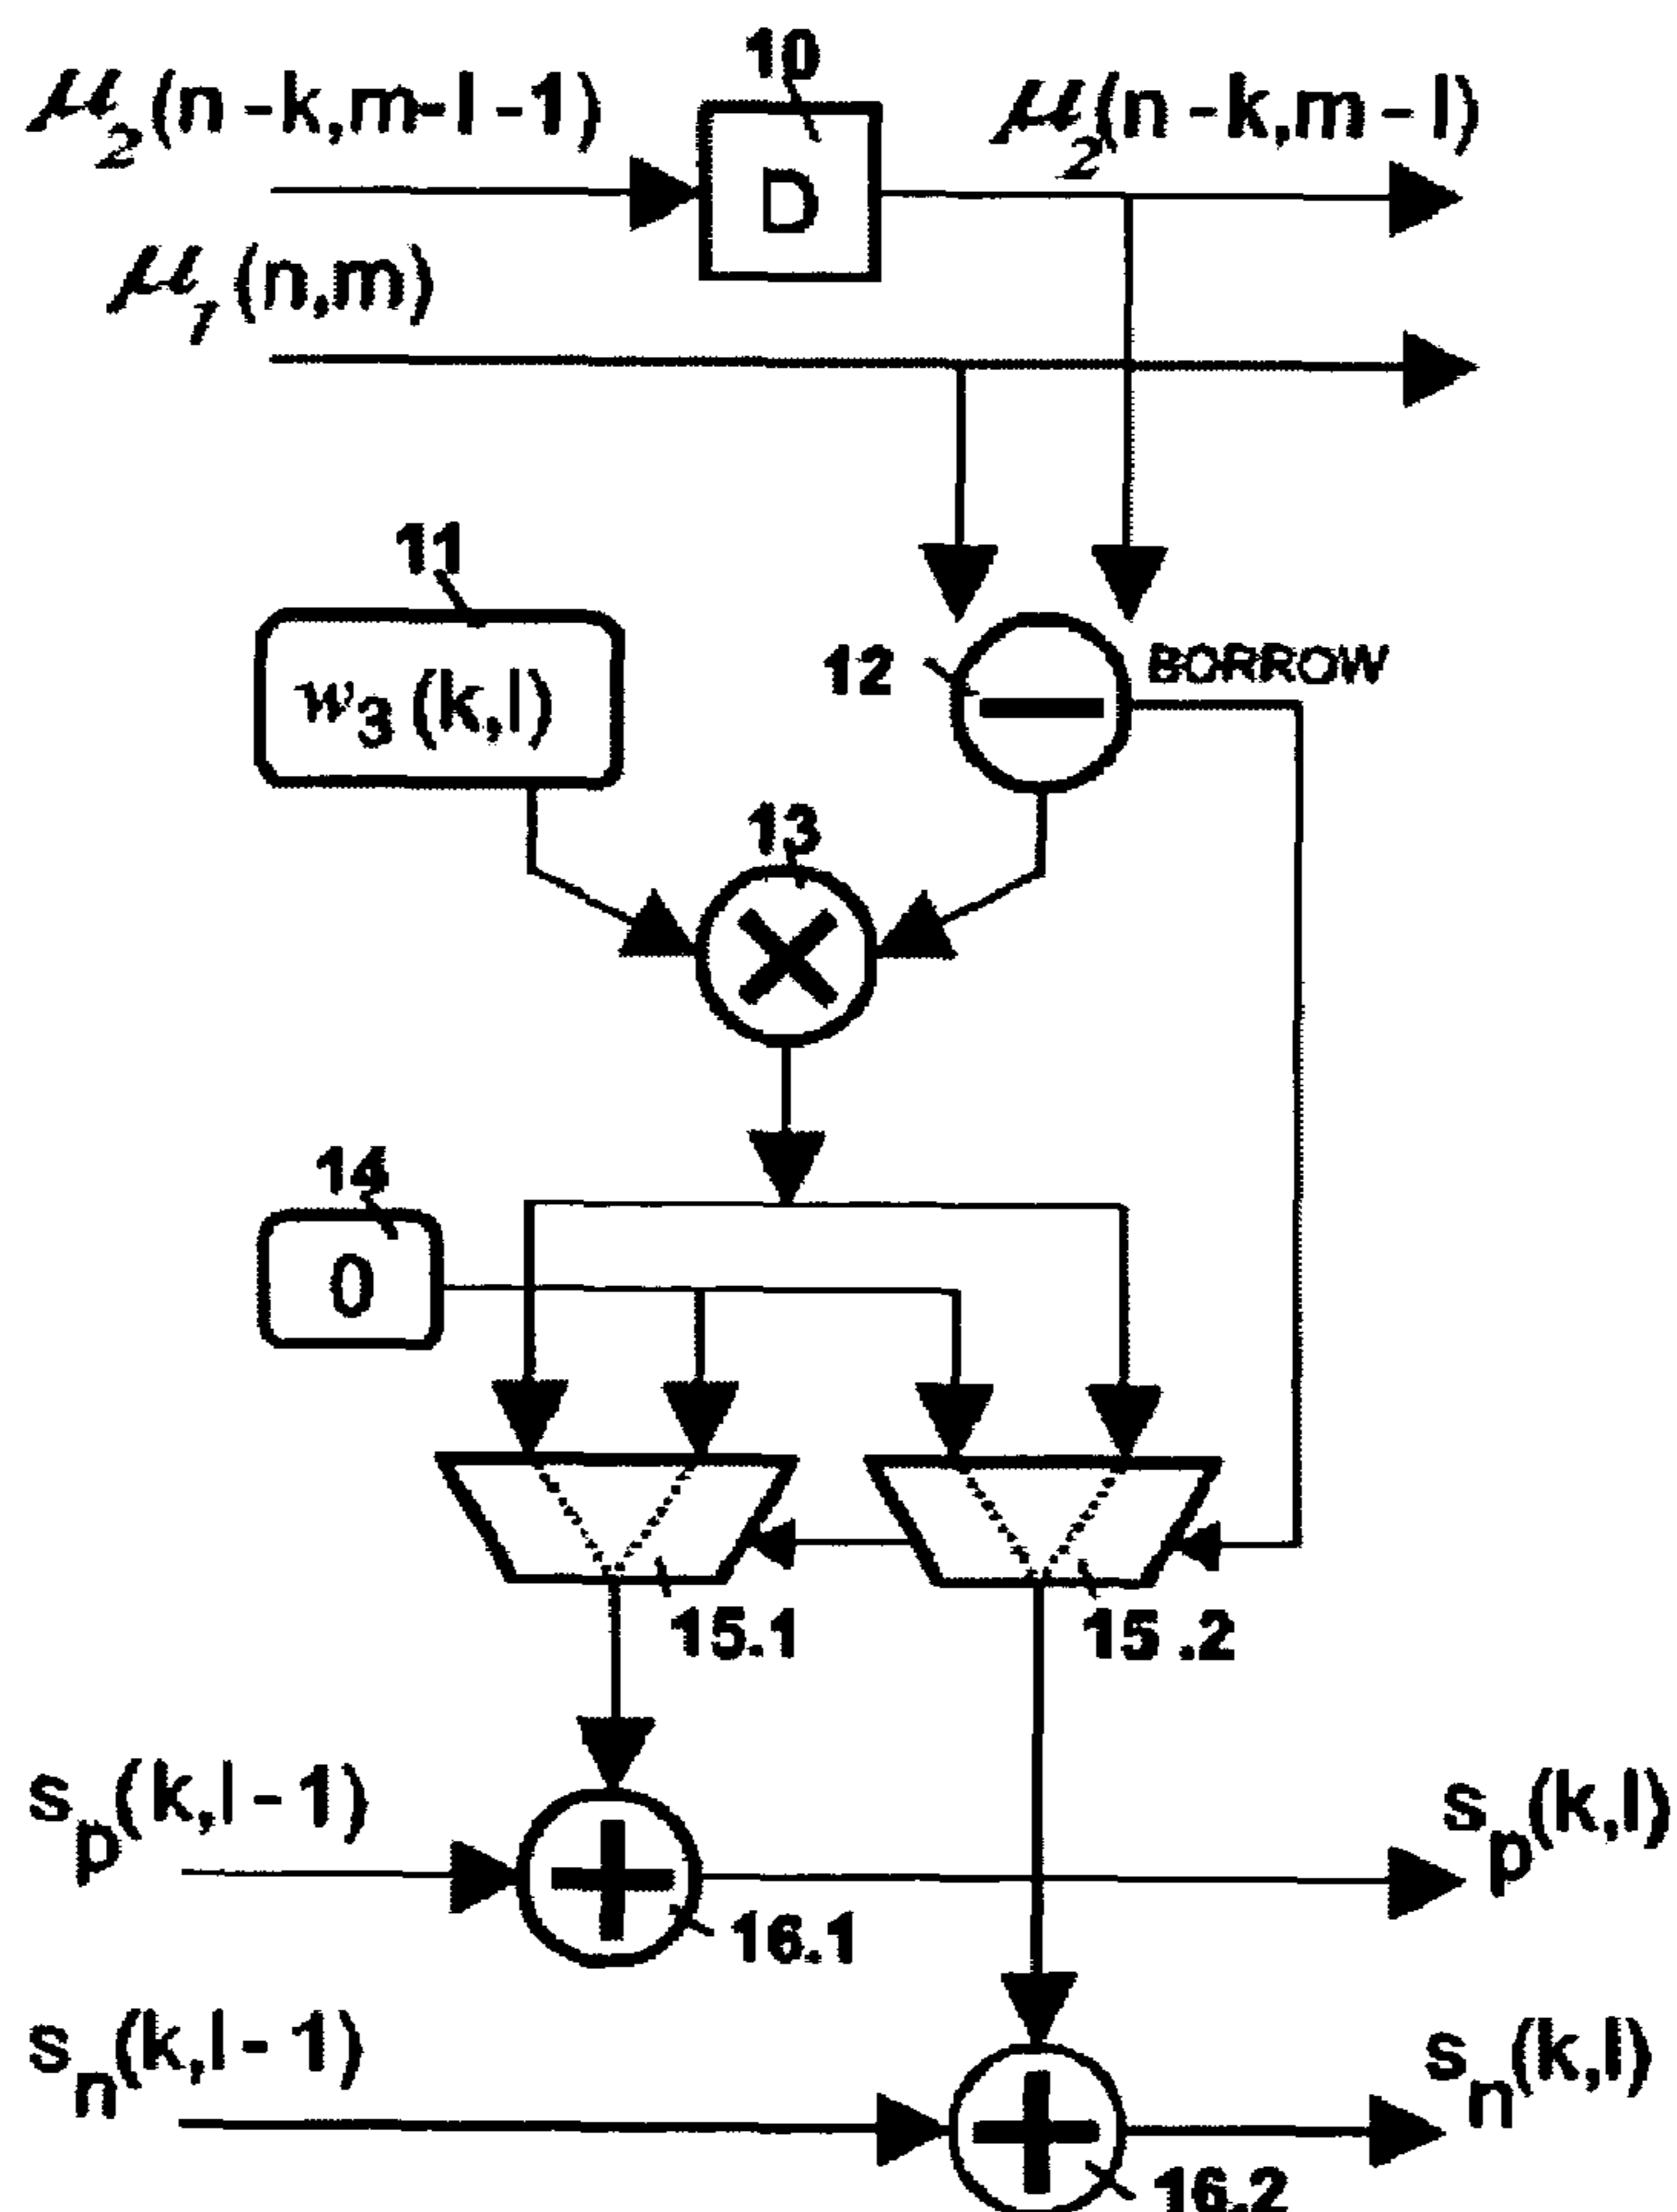 10
μ2(n-k,m-l-1)
μ2(n-k,m-l)
D
μ1(n,m)
11
w3(k,l)
12
BORROW
13
14
0
15.1
15.2
sp(k,l-1)
sp(k,l)
16.1
sn(k,l-1)
sn(k,l)
16.2